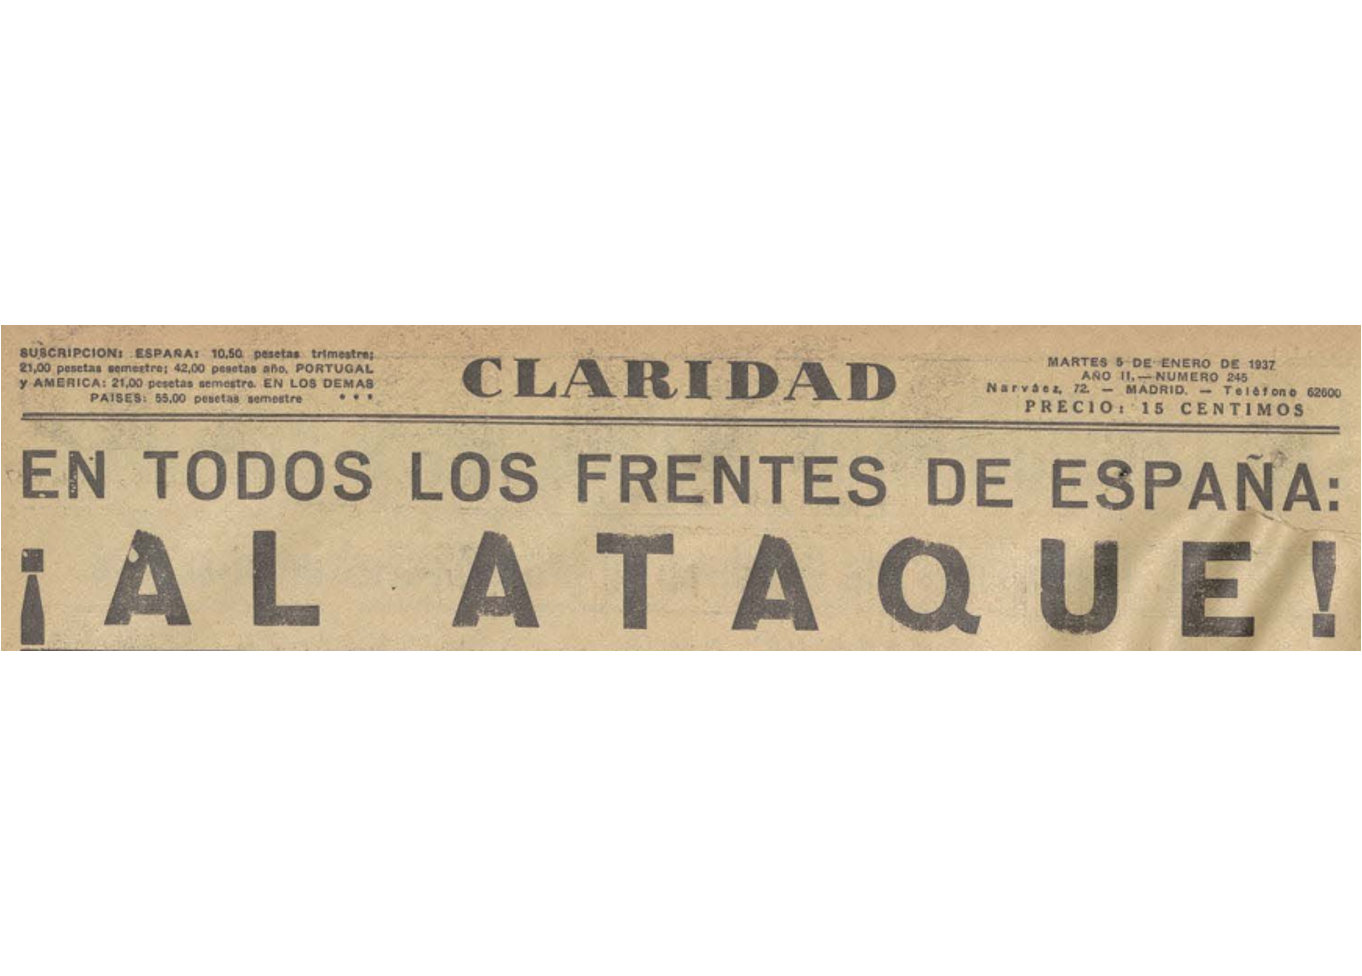 SUSCRIPCION: ESPAÑA: 10,50 pesetas trimestre;
21,00 pesetas semestre; 42,00 pesetas año. PORTUGAL
y AMERICA: 21,00 pesetas semestre. EN LOS DEMAS
PAISES: 55,00 pesetas semestre * * *
CLARIDAD
MARTES 5 DE ENERO DE 1937
AÑO II.—NUMERO 245
Narváez, 72. — MADRID. — Teléfono 62600
PRECIO: 15 CENTIMOS
EN TODOS LOS FRENTES DE ESPAÑA:
¡AL ATAQUE!